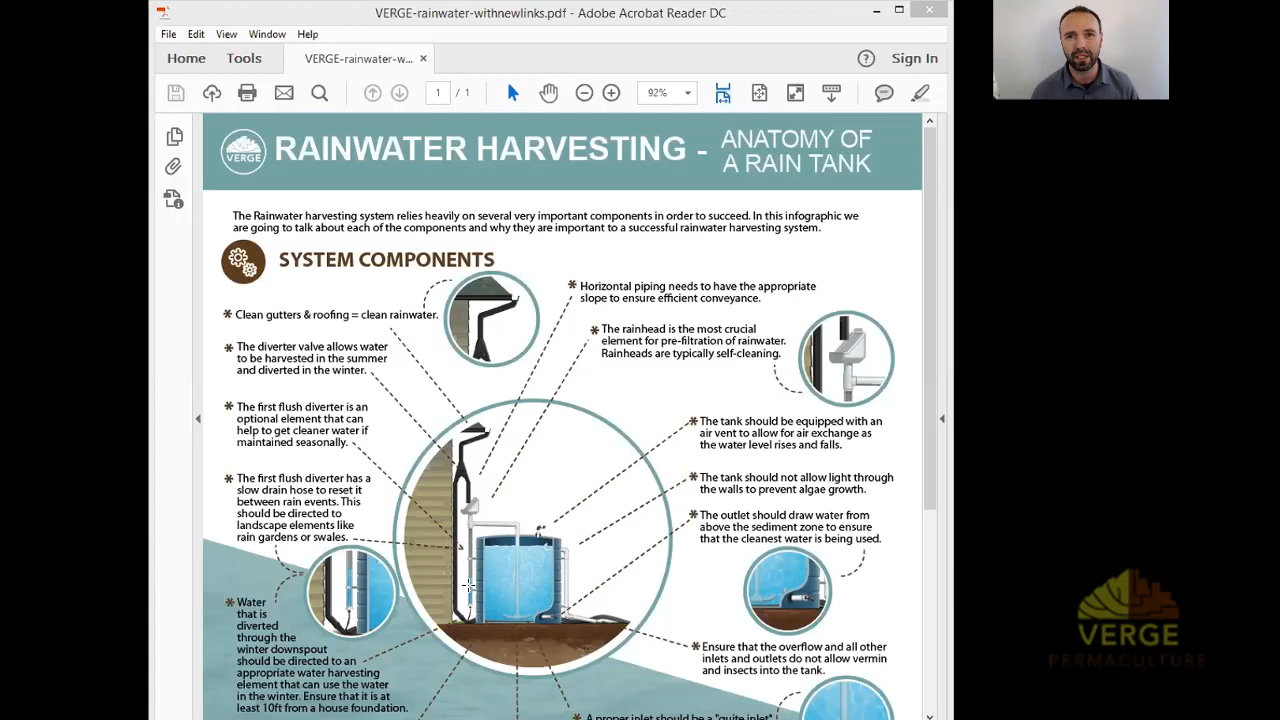 VERGE-rainwater-withnewlinks.pdf - Adobe Acrobat Reader DC
File Edit View Window Help
Home Tools VERGE-rainwater-w... × Sign In
1 / 1 92%
VERGE
RAINWATER HARVESTING - ANATOMY OF
A RAIN TANK
The Rainwater harvesting system relies heavily on several very important components in order to succeed. In this infographic we
are going to talk about each of the components and why they are important to a successful rainwater harvesting system.
SYSTEM COMPONENTS
* Clean gutters & roofing = clean rainwater.
* The diverter valve allows water
to be harvested in the summer
and diverted in the winter.
* The first flush diverter is an
optional element that can
help to get cleaner water if
maintained seasonally.
* The first flush diverter has a
slow drain hose to reset it
between rain events. This
should be directed to
landscape elements like
rain gardens or swales.
* Water
that is
diverted
through the
winter downspout
should be directed to an
appropriate water harvesting
element that can use the water
in the winter. Ensure that it is at
least 10ft from a house foundation.
* Horizontal piping needs to have the appropriate
slope to ensure efficient conveyance.
* The rainhead is the most crucial
element for pre-filtration of rainwater.
Rainheads are typically self-cleaning.
* The tank should be equipped with an
air vent to allow for air exchange as
the water level rises and falls.
* The tank should not allow light through
the walls to prevent algae growth.
* The outlet should draw water from
above the sediment zone to ensure
that the cleanest water is being used.
* Ensure that the overflow and all other
inlets and outlets do not allow vermin
and insects into the tank.
* A proper inlet should be a "quite inlet"
VERGE
PERMACULTURE